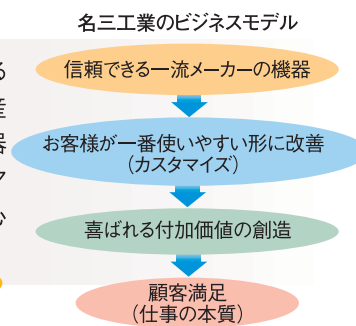 名三工業のビジネスモデル
信頼できる一流メーカーの機器
お客様が一番使いやすい形に改善
(カスタマイズ)
喜ばれる付加価値の創造
顧客満足
(仕事の本質)
る
産
器